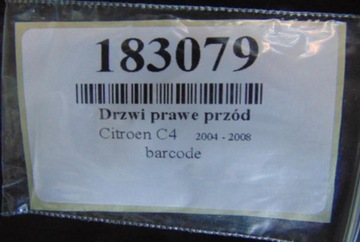 183079
Drzwi prawe przód
Citroen C4 2004 - 2008
barcode